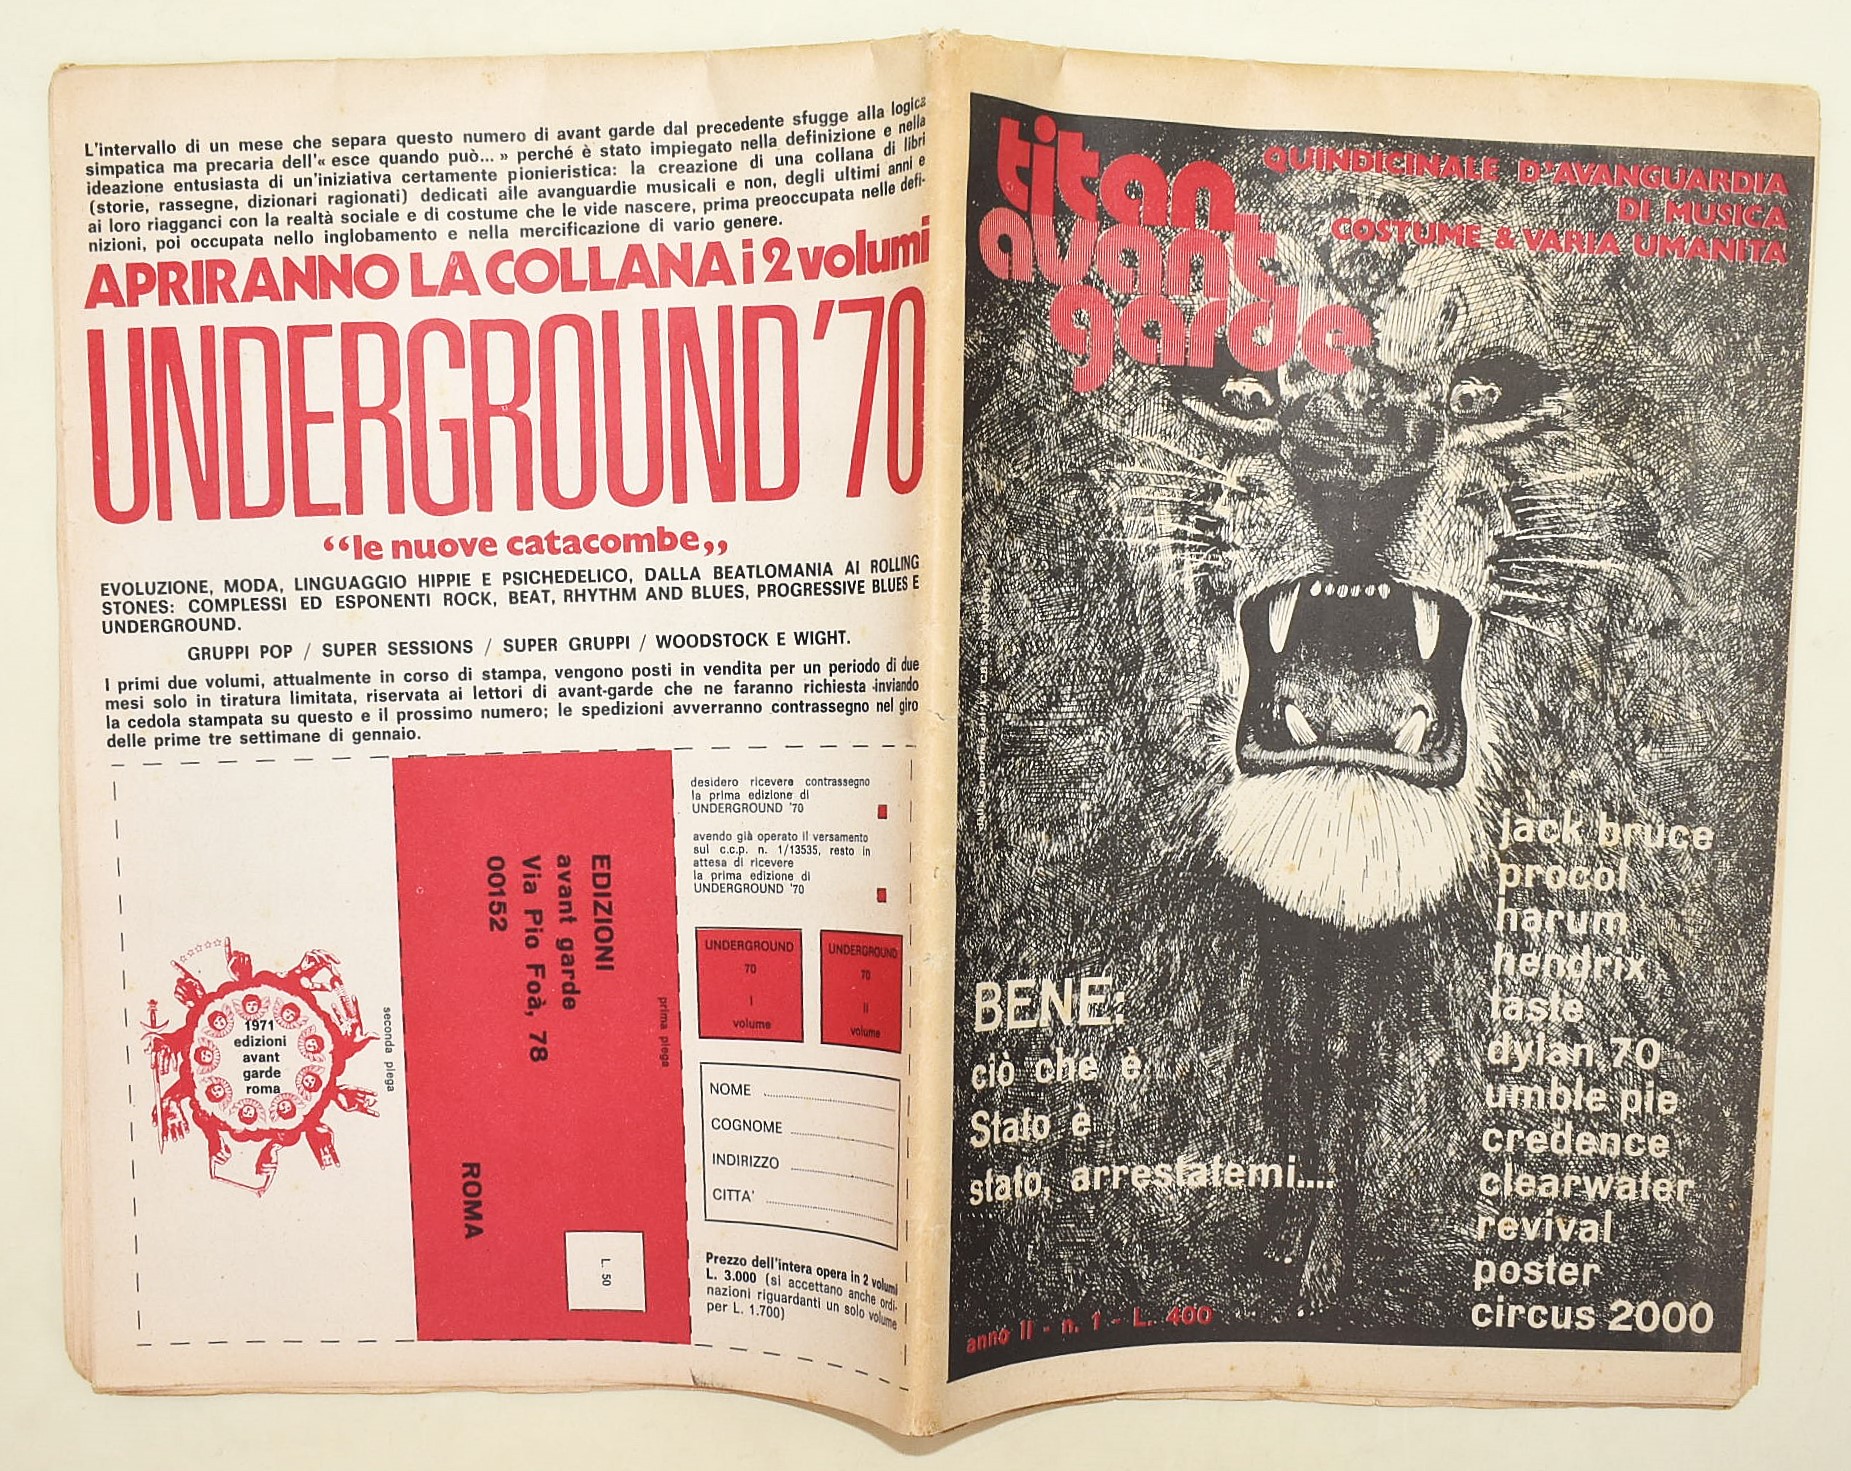 L'intervallo di un mese che separa questo numero di avant garde dal precedente sfugge alla logica
simpatica ma precaria dell'« esce quando può... » perché è stato impiegato nella definizione e nella
ideazione entusiasta di un'iniziativa certamente pionieristica: la creazione di una collana di libri
(storie, rassegne, dizionari ragionati) dedicati alle avanguardie musicali e non, degli ultimi anni e
ai loro riagganci con la realtà sociale e di costume che le vide nascere, prima preoccupata nelle defi-
nizioni, poi occupata nello inglobamento e nella mercificazione di vario genere.
APRIRANNO LA COLLANA i 2 volumi
UNDERGROUND '70
“le nuove catacombe„
EVOLUZIONE, MODA, LINGUAGGIO HIPPIE E PSICHEDELICO, DALLA BEATLOMANIA AI ROLLING
STONES: COMPLESSI ED ESPONENTI ROCK, BEAT, RHYTHM AND BLUES, PROGRESSIVE BLUES E
UNDERGROUND.
GRUPPI POP / SUPER SESSIONS / SUPER GRUPPI / WOODSTOCK E WIGHT.
I primi due volumi, attualmente in corso di stampa, vengono posti in vendita per un periodo di due
mesi solo in tiratura limitata, riservata ai lettori di avant-garde che ne faranno richiesta inviando
la cedola stampata su questo e il prossimo numero; le spedizioni avverranno contrassegno nel giro
delle prime tre settimane di gennaio.
1971
edizioni
avant
garde
roma
seconda piega
EDIZIONI
avant garde
Via Pio Foà, 78
00152
ROMA
L. 50
prima piega
desidero ricevere contrassegno
la prima edizione di
UNDERGROUND '70
avendo già operato il versamento
sul c.c.p. n. 1/13535, resto in
attesa di ricevere
la prima edizione di
UNDERGROUND '70
UNDERGROUND
70
I
volume
UNDERGROUND
70
II
volume
NOME
COGNOME
INDIRIZZO
CITTA'
Prezzo dell'intera opera in 2 volumi
L. 3.000 (si accettano anche ordi-
nazioni riguardanti un solo volume
per L. 1.700)
titan
avant
garde
QUINDICINALE D'AVANGUARDIA
DI MUSICA
COSTUME & VARIA UMANITA
jack bruce
procol
harum
hendrix
taste
dylan 70
umble pie
credence
clearwater
revival
poster
circus 2000
BENE:
ciò che è
Stato è
stato, arrestatemi....
anno II - n. 1 - L. 400